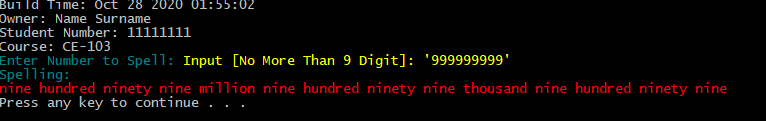 Build Time: Oct 28 2020 01:55:02
Owner: Name Surname
Student Number: 11111111
Course: CE-103
Enter Number to Spell: Input [No More Than 9 Digit]: '999999999'
Spelling:
nine hundred ninety nine million nine hundred ninety nine thousand nine hundred ninety nine
Press any key to continue . . .